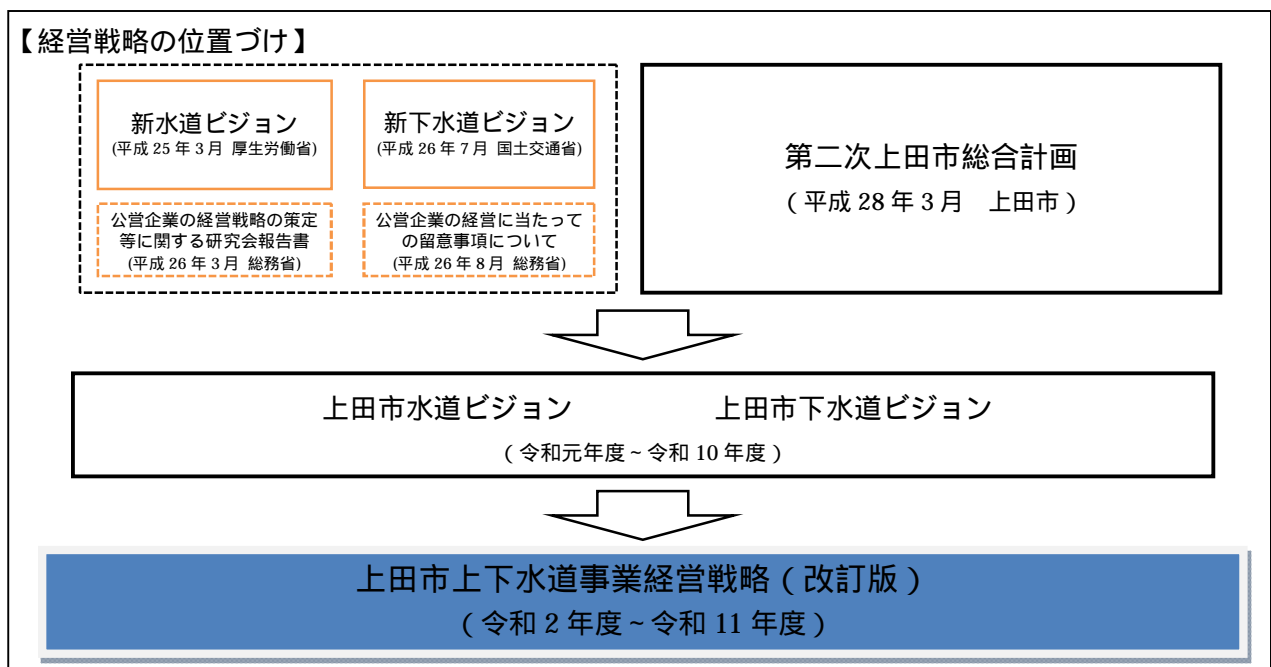 【経営戦略の位置づけ】
新水道ビジョン
(平成 25 年 3 月 厚生労働省)
新下水道ビジョン
(平成 26 年 7 月 国土交通省)
公営企業の経営戦略の策定
等に関する研究会報告書
(平成 26 年 3 月 総務省)
公営企業の経営に当たって
の留意事項について
(平成 26 年 8 月 総務省)
第二次上田市総合計画
（平成 28 年 3 月　上田市）
上田市水道ビジョン　上田市下水道ビジョン
（令和元年度～令和 10 年度）
上田市上下水道事業経営戦略（改訂版）
（令和 2 年度～令和 11 年度）